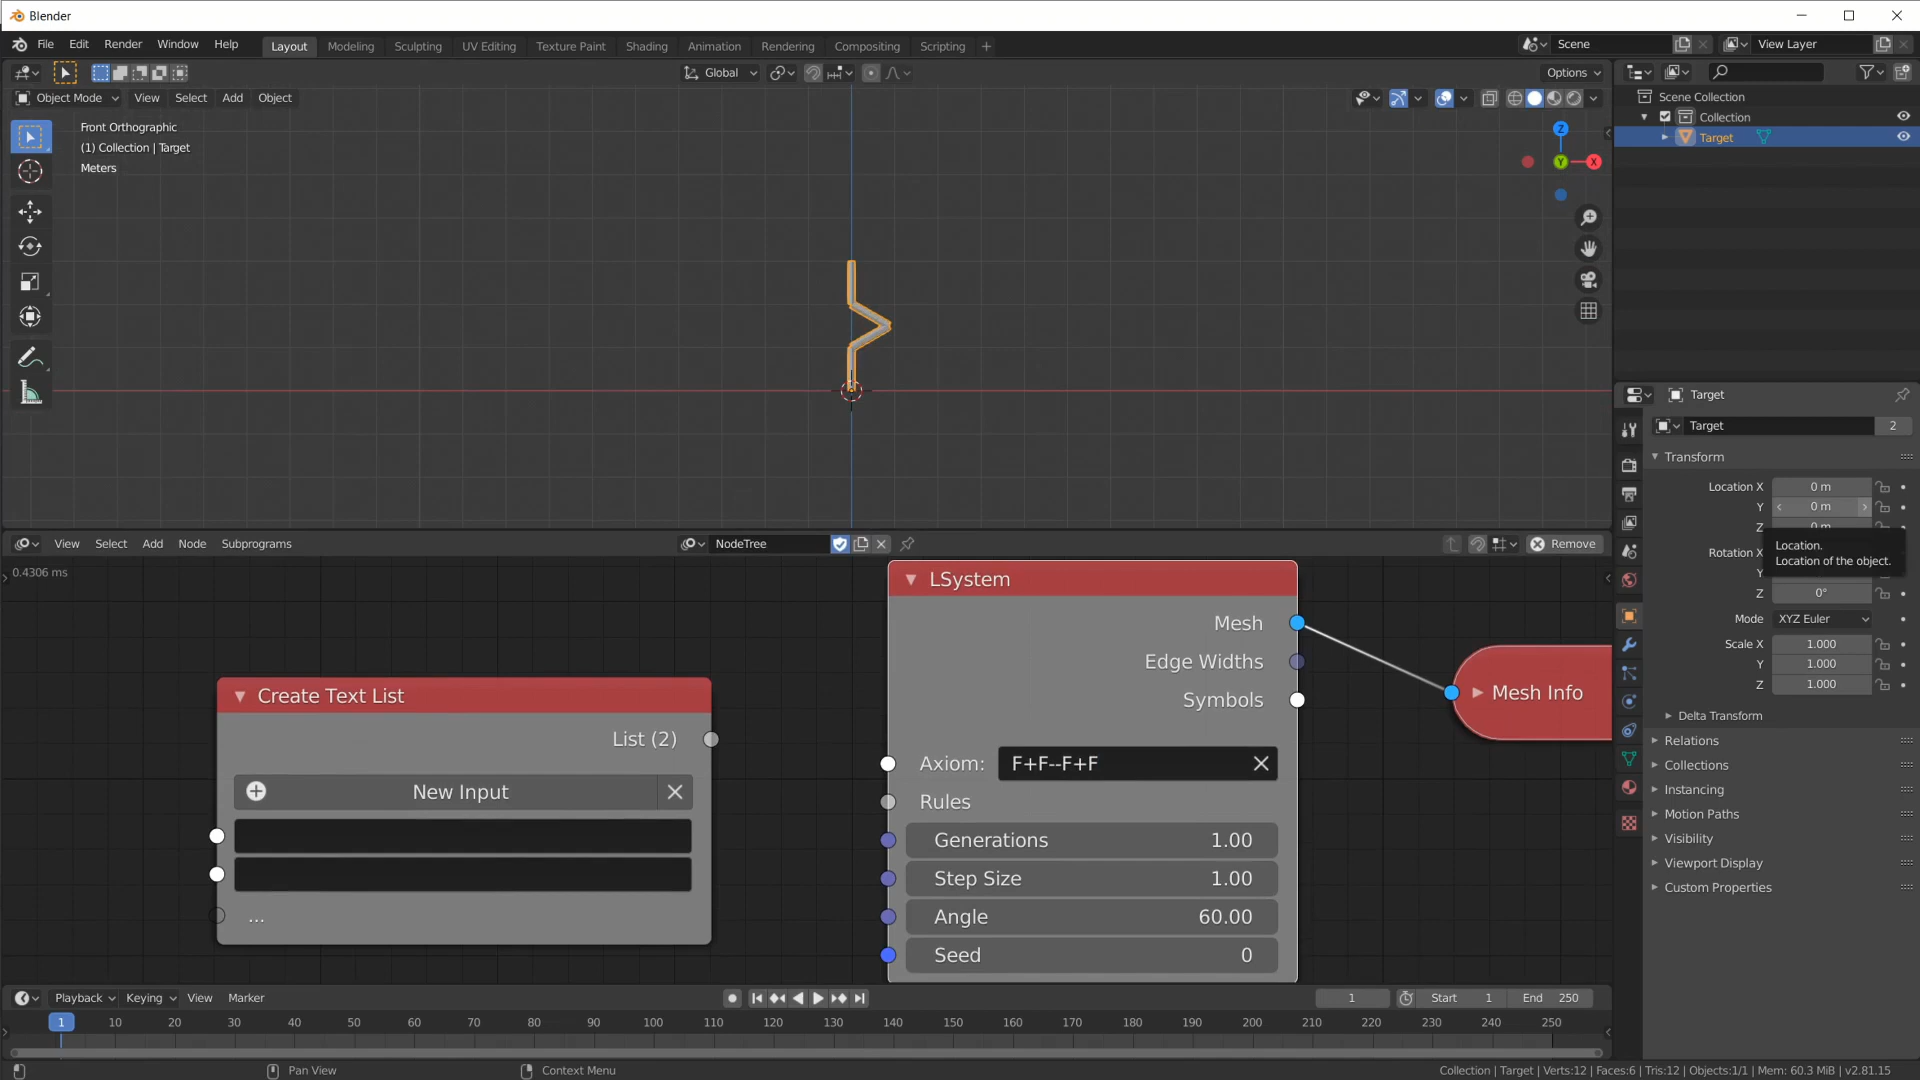 Blender
File Edit Render Window Help Layout Modeling Sculpting UV Editing Texture Paint Shading Animation Rendering Compositing Scripting + Scene View Layer
Global Options
Object Mode View Select Add Object
Front Orthographic
(1) Collection | Target
Meters
Z
Y
X
Scene Collection
Collection
Target
Target
Target 2
Transform
Location X 0 m
Y 0 m
Z 0 m
Location.
Location of the object.
Rotation X
Y
Z 0°
Mode XYZ Euler
Scale X 1.000
Y 1.000
Z 1.000
Delta Transform
Relations
Collections
Instancing
Motion Paths
Visibility
Viewport Display
Custom Properties
View Select Add Node Subprograms NodeTree Remove
0.4306 ms
Create Text List
List (2)
New Input
...
LSystem
Mesh
Edge Widths
Symbols
Axiom: F+F--F+F
Rules
Generations 1.00
Step Size 1.00
Angle 60.00
Seed 0
Mesh Info
Playback Keying View Marker 1 Start 1 End 250
1 10 20 30 40 50 60 70 80 90 100 110 120 130 140 150 160 170 180 190 200 210 220 230 240 250
Pan View Context Menu Collection | Target | Verts:12 | Faces:6 | Tris:12 | Objects:1/1 | Mem: 60.3 MiB | v2.81.15